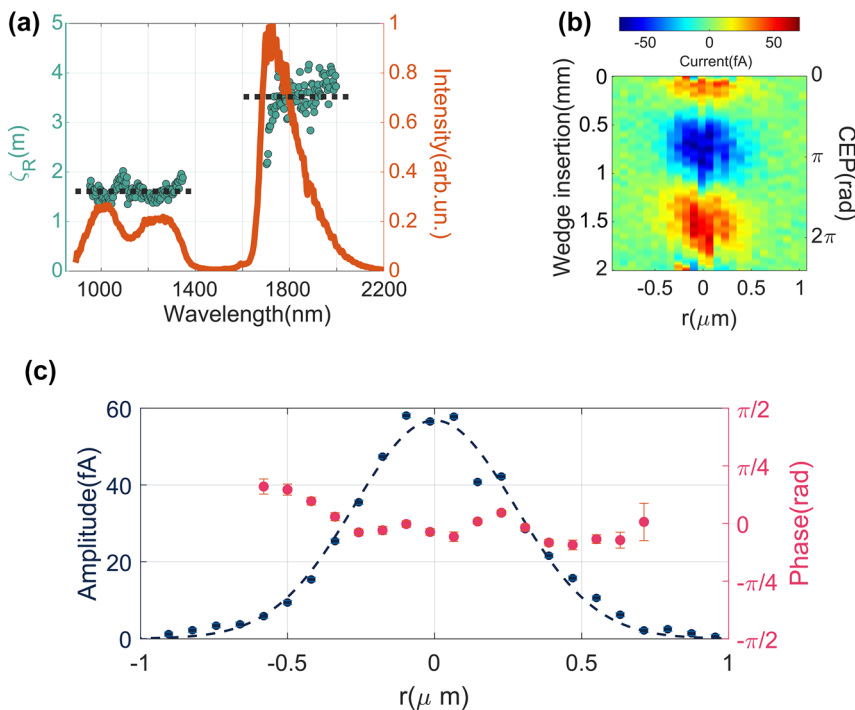 (a)
5
4
3
2
1
0
ζR(m)
1
0.8
0.6
0.4
0.2
0
Intensity(arb.un.)
1000
1400
1800
2200
Wavelength(nm)
(b)
-50
0
50
Current(fA)
0
0.5
1.0
1.5
2
Wedge insertion(mm)
0
π
2π
CEP(rad)
-0.5
0
0.5
1
r(μm)
(c)
60
40
20
0
Amplitude(fA)
π/2
π/4
0
-π/4
-π/2
Phase(rad)
-1
-0.5
0
0.5
1
r(μ m)